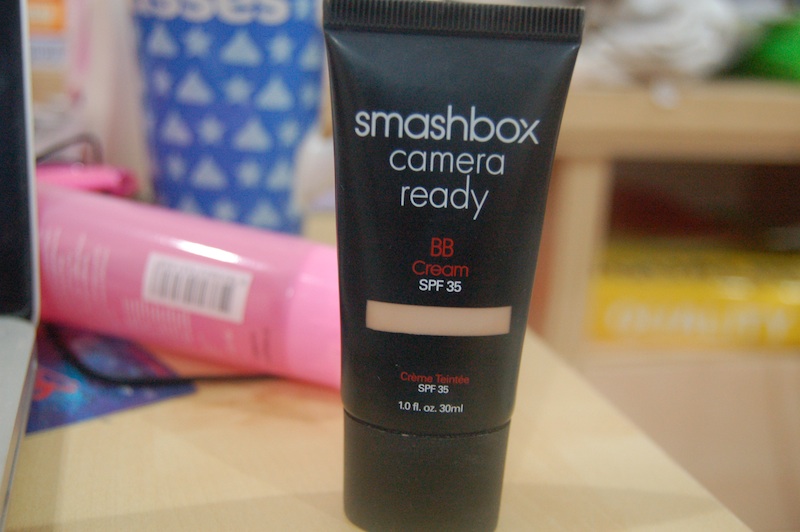 smashbox
camera
ready
BB
Cream
SPF 35
Crème Teintée
SPF 35
1.0 fl. oz. 30ml